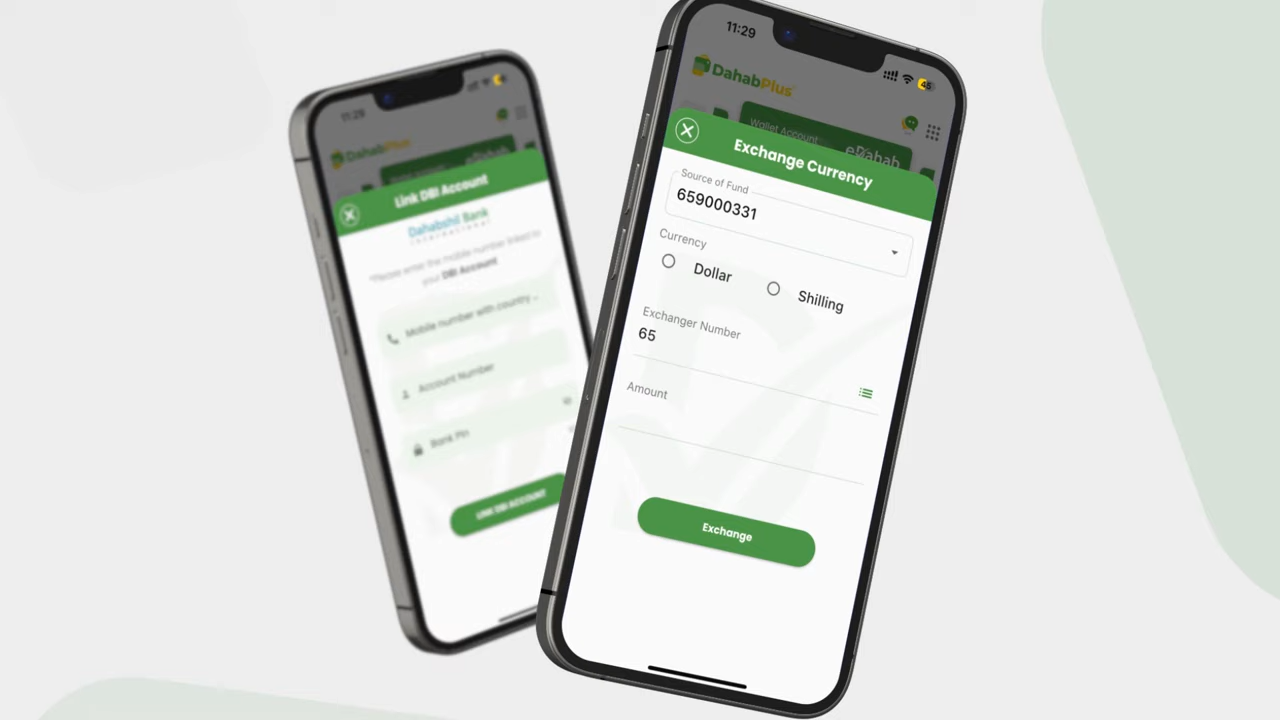 11:29
DahabPlus
Link DBI Account
Dahabshil Bank
International
*Please enter the mobile number linked to
your DBI Account
Mobile number with country ...
Account Number
Bank Pin
LINK DBI ACCOUNT
11:29
45
DahabPlus
Wallet Account
eDahab
Exchange Currency
Source of Fund
659000331
Currency
Dollar
Shilling
Exchanger Number
65
Amount
Exchange